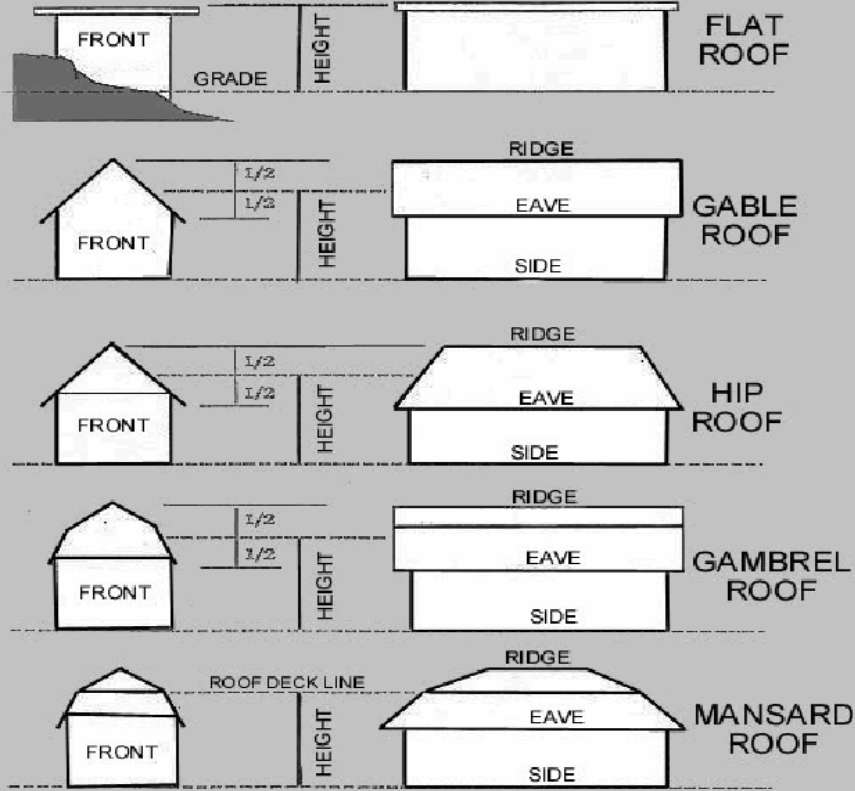 FRONT
GRADE
HEIGHT
FLAT
ROOF
RIDGE
1/2
1/2
HEIGHT
FRONT
EAVE
SIDE
GABLE
ROOF
RIDGE
1/2
1/2
HEIGHT
FRONT
EAVE
SIDE
HIP
ROOF
RIDGE
1/2
1/2
HEIGHT
FRONT
EAVE
SIDE
GAMBREL
ROOF
RIDGE
ROOF DECK LINE
HEIGHT
FRONT
EAVE
SIDE
MANSARD
ROOF